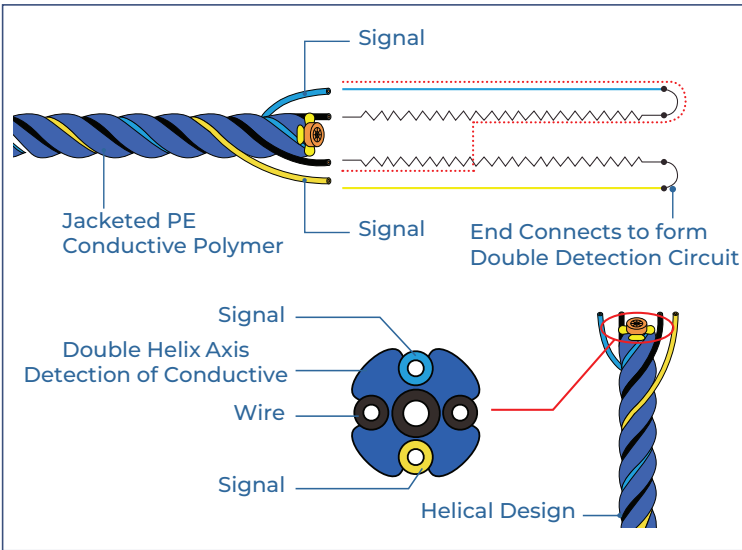 Signal
Jacketed PE
Conductive Polymer
Signal
End Connects to form
Double Detection Circuit
Signal
Double Helix Axis
Detection of Conductive
Wire
Signal
Helical Design